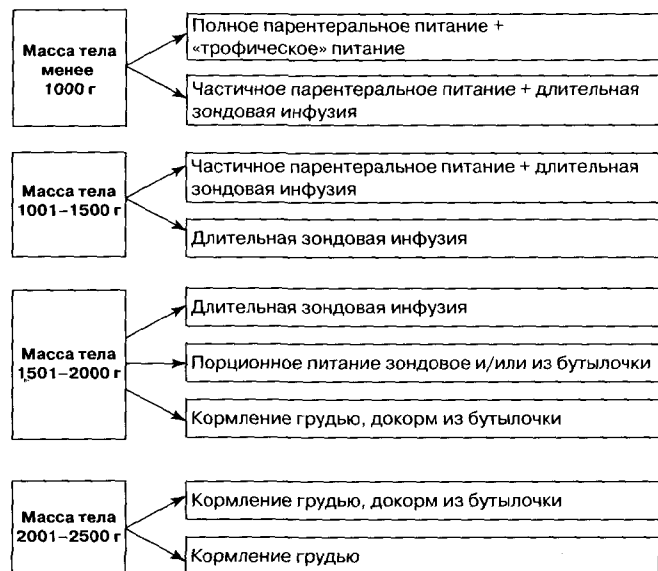 Масса тела
менее
1000 г
Полное парентеральное питание +
«трофическое» питание
Частичное парентеральное питание + длительная
зондовая инфузия
Масса тела
1001–1500 г
Частичное парентеральное питание + длительная
зондовая инфузия
Длительная зондовая инфузия
Масса тела
1501–2000 г
Длительная зондовая инфузия
Порционное питание зондовое и/или из бутылочки
Кормление грудью, докорм из бутылочки
Масса тела
2001–2500 г
Кормление грудью, докорм из бутылочки
Кормление грудью